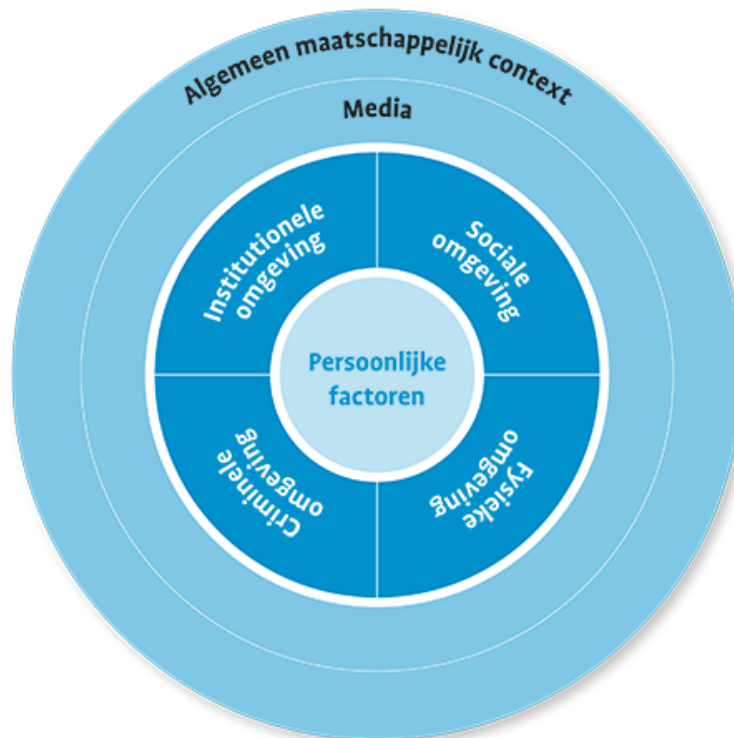 Algemeen maatschappelijk context
Media
Institutionele
omgeving
Sociale
omgeving
Persoonlijke
factoren
Criminele
omgeving
Fysieke
omgeving